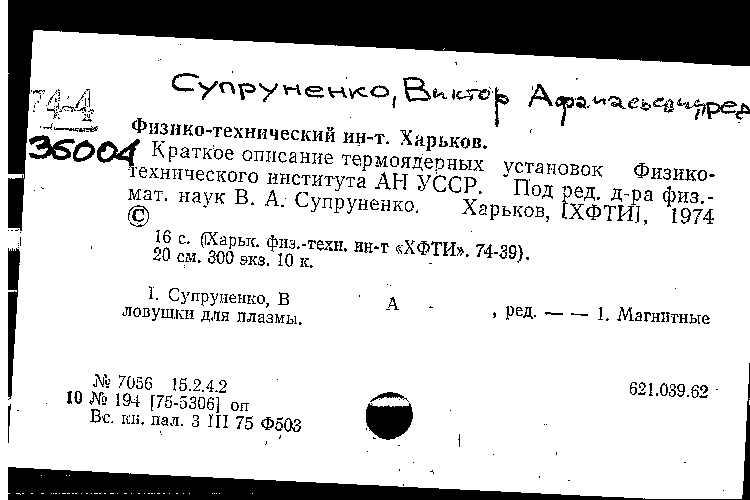 Супруненко, Виктор Афанасьевич, ред
74-4
36004
Физико-технический ин-т. Харьков.
Краткое описание термоядерных установок Физико-
технического института АН УССР. Под ред. д-ра физ.-
мат. наук В. А. Супруненко. Харьков, [ХФТИ], 1974
©
16 с. (Харьк. физ.-техн. ин-т «ХФТИ». 74-39).
20 см. 300 экз. 10 к.
I. Супруненко, В А , ред. — — 1. Магнитные
ловушки для плазмы.
№ 7056 15.2.4.2
621.039.62
10 № 194 [75-5306] оп
Вс. кн. пал. 3 III 75 Ф503